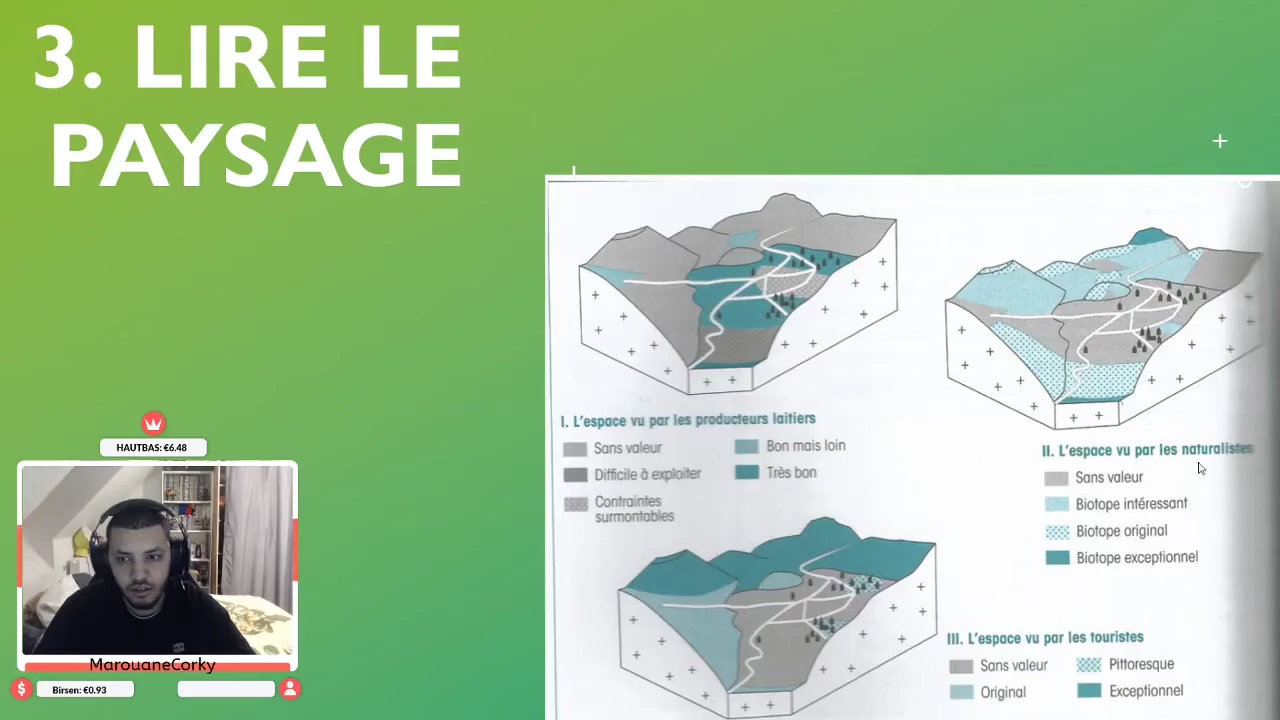 3. LIRE LE
PAYSAGE
I. L'espace vu par les producteurs laitiers
Sans valeur
Bon mais loin
Difficile à exploiter
Très bon
Contraintes
surmontables
II. L'espace vu par les naturalistes
Sans valeur
Biotope intéressant
Biotope original
Biotope exceptionnel
III. L'espace vu par les touristes
Sans valeur
Pittoresque
Original
Exceptionnel
HAUTBAS: €6.48
MarouaneCorky
$
Birsen: €0.93